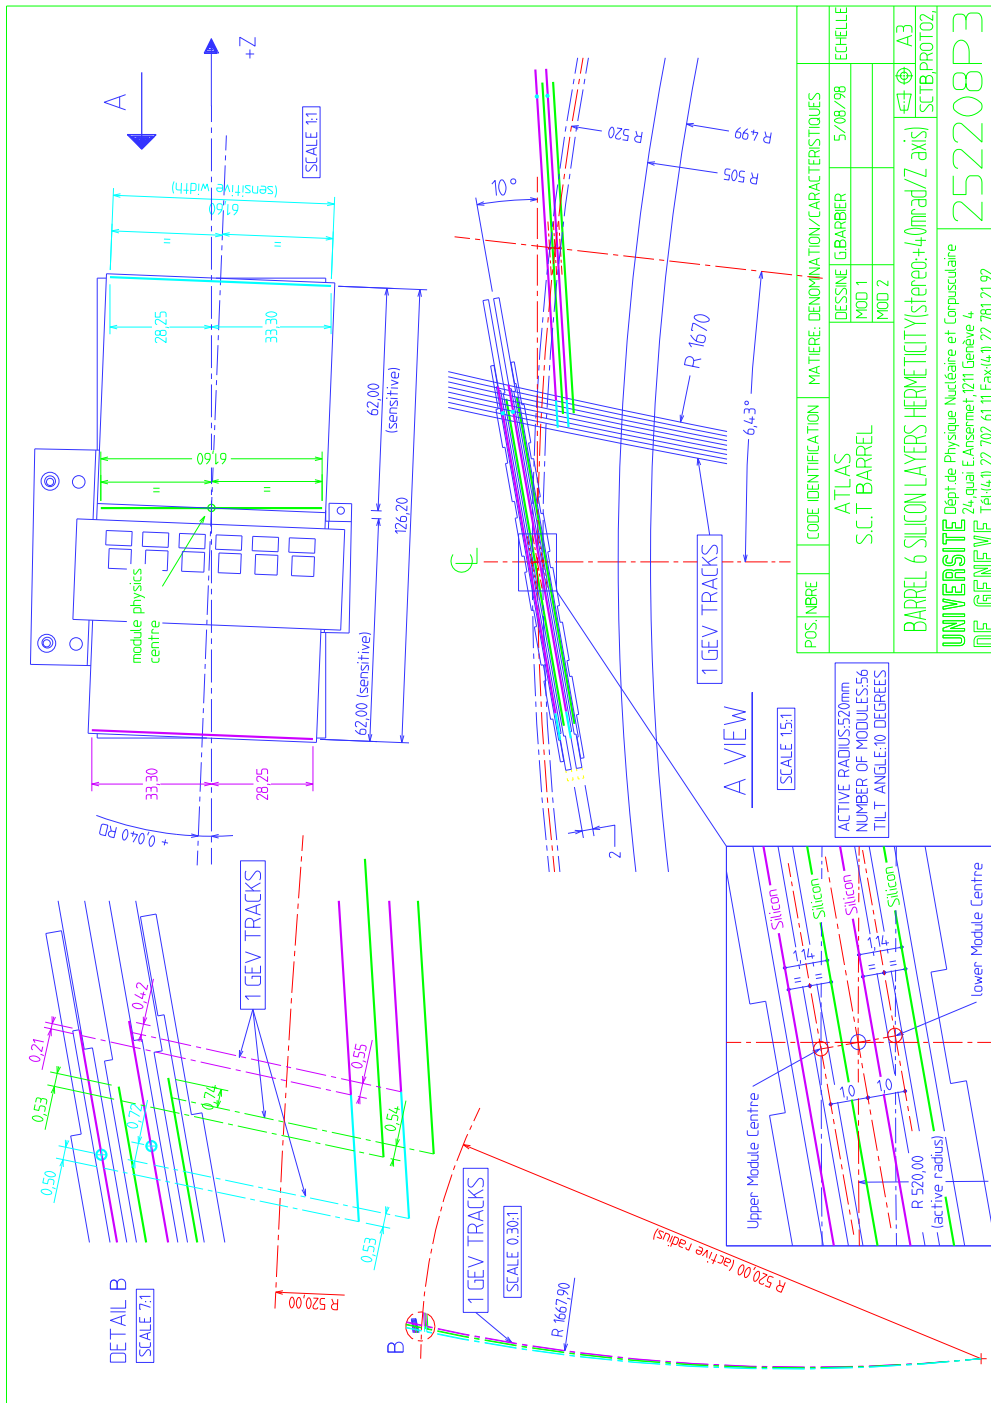 A
+Z
SCALE 1:1
(sensitive width)
61,60
=
=
28,25
33,30
62,00
(sensitive)
61,60
=
=
126,20
module physics
centre
62,00 (sensitive)
33,30
28,25
+ 0,040 RD
10°
R 520
R 499
R 505
R 1670
6,43°
1 GEV TRACKS
2
A VIEW
SCALE 1.5:1
ACTIVE RADIUS:520mm
NUMBER OF MODULES:56
TILT ANGLE:10 DEGREES
POS.
NBRE
CODE IDENTIFICATION
MATIERE: DENOMINATION/CARACTERISTIQUES
ATLAS
S.C.T BARREL
DESSINE
G.BARBIER
5/08/98
ECHELLE
MOD 1
MOD 2
BARREL 6 SILICON LAYERS HERMETICITY(stereo:+40mrad/Z axis)
A3
SCTB,PROTO2,
UNIVERSITE
DE GENEVE
Dépt de Physique Nucléaire et Corpusculaire
24,quai E.Ansermet,1211 Genève 4
Tél:(41) 22 702 61 11 Fax:(41) 22 781 21 92
252208P3
DETAIL B
SCALE 7:1
0,21
0,42
0,53
0,74
0,50
0,72
0,55
0,54
0,53
1 GEV TRACKS
R 520,00
B
1 GEV TRACKS
SCALE 0.30:1
R 1667,90
R 520,00 (active radius)
Silicon
Silicon
Silicon
Silicon
1,14
=
=
1,14
=
=
1,0
1,0
Upper Module Centre
lower Module Centre
R 520,00
(active radius)